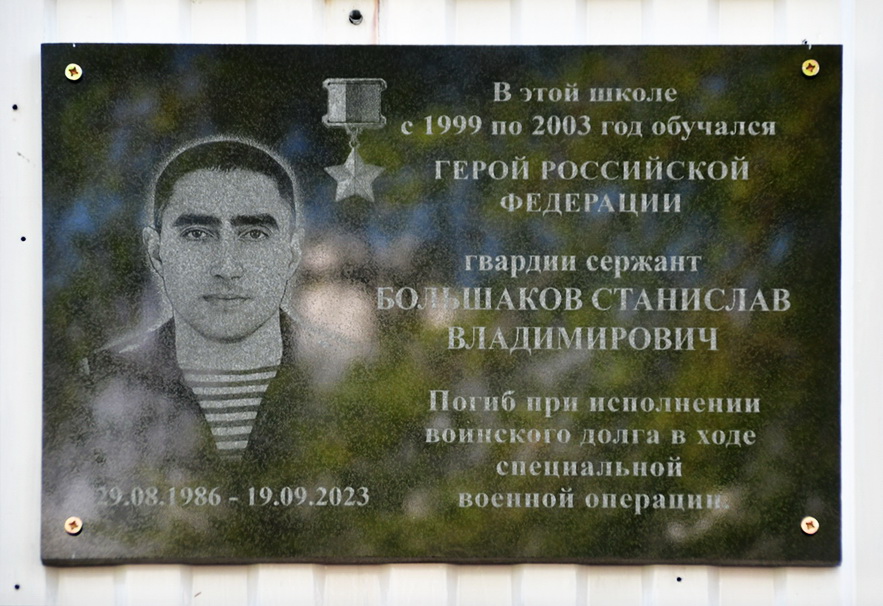 В этой школе
с 1999 по 2003 год обучался
ГЕРОЙ РОССИЙСКОЙ
ФЕДЕРАЦИИ
гвардии сержант
БОЛЬШАКОВ СТАНИСЛАВ
ВЛАДИМИРОВИЧ
Погиб при исполнении
воинского долга в ходе
специальной
военной операции.
29.08.1986 - 19.09.2023